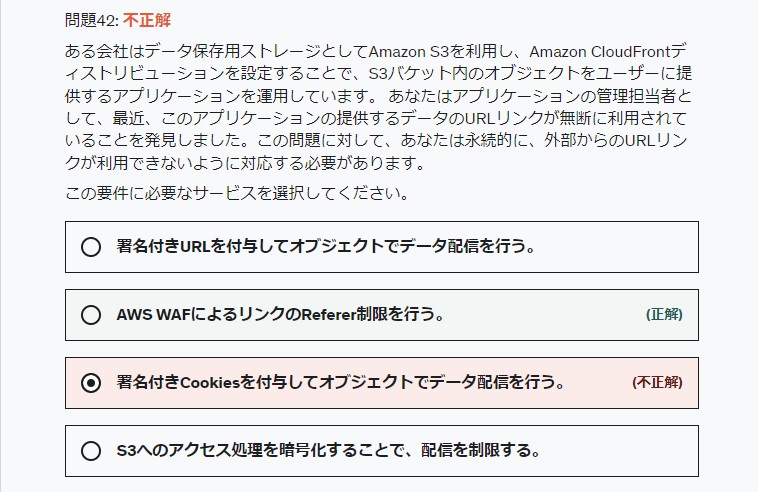 問題42: 不正解
ある会社はデータ保存用ストレージとしてAmazon S3を利用し、Amazon CloudFrontデ
ィストリビューションを設定することで、S3バケット内のオブジェクトをユーザーに提
供するアプリケーションを運用しています。 あなたはアプリケーションの管理担当者と
して、最近、このアプリケーションの提供するデータのURLリンクが無断に利用されて
いることを発見しました。この問題に対して、あなたは永続的に、外部からのURLリン
クが利用できないように対応する必要があります。
この要件に必要なサービスを選択してください。
署名付きURLを付与してオブジェクトでデータ配信を行う。
AWS WAFによるリンクのReferer制限を行う。 (正解)
署名付きCookiesを付与してオブジェクトでデータ配信を行う。 (不正解)
S3へのアクセス処理を暗号化することで、配信を制限する。